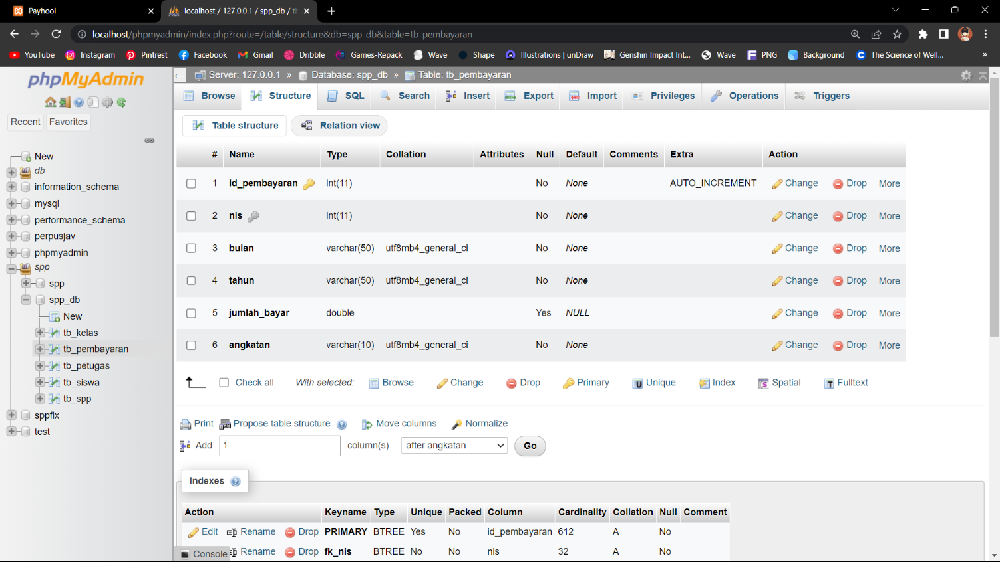 Payhool
localhost / 127.0.0.1 / spp_db / t
localhost/phpmyadmin/index.php?route=/table/structure&db=spp_db&table=tb_pembayaran
YouTube Instagram Pintrest Facebook Gmail Dribble Games-Repack Wave Shape Illustrations | unDraw Genshin Impact Int... Wave PNG Background The Science of Well... »
phpMyAdmin
Recent Favorites
New
db
information_schema
mysql
performance_schema
perpusjav
phpmyadmin
spp
spp
spp_db
New
tb_kelas
tb_pembayaran
tb_petugas
tb_siswa
tb_spp
sppfix
test
Server: 127.0.0.1 » Database: spp_db » Table: tb_pembayaran
Browse Structure SQL Search Insert Export Import Privileges Operations Triggers
Table structure Relation view
# Name Type Collation Attributes Null Default Comments Extra Action
1 id_pembayaran int(11) No None AUTO_INCREMENT Change Drop More
2 nis int(11) No None Change Drop More
3 bulan varchar(50) utf8mb4_general_ci No None Change Drop More
4 tahun varchar(50) utf8mb4_general_ci No None Change Drop More
5 jumlah_bayar double Yes NULL Change Drop More
6 angkatan varchar(10) utf8mb4_general_ci No None Change Drop More
Check all With selected: Browse Change Drop Primary Unique Index Spatial Fulltext
Print Propose table structure Move columns Normalize
Add 1 column(s) after angkatan Go
Indexes
Action Keyname Type Unique Packed Column Cardinality Collation Null Comment
Edit Rename Drop PRIMARY BTREE Yes No id_pembayaran 612 A No
Console Rename Drop fk_nis BTREE No No nis 32 A No